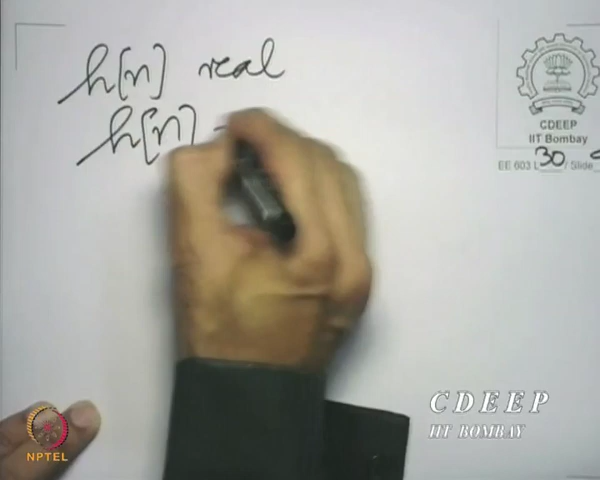 h[n] real
h[n]
CDEEP
IIT Bombay
EE 603 L 30 / Slide
CDEEP
IIT BOMBAY
NPTEL